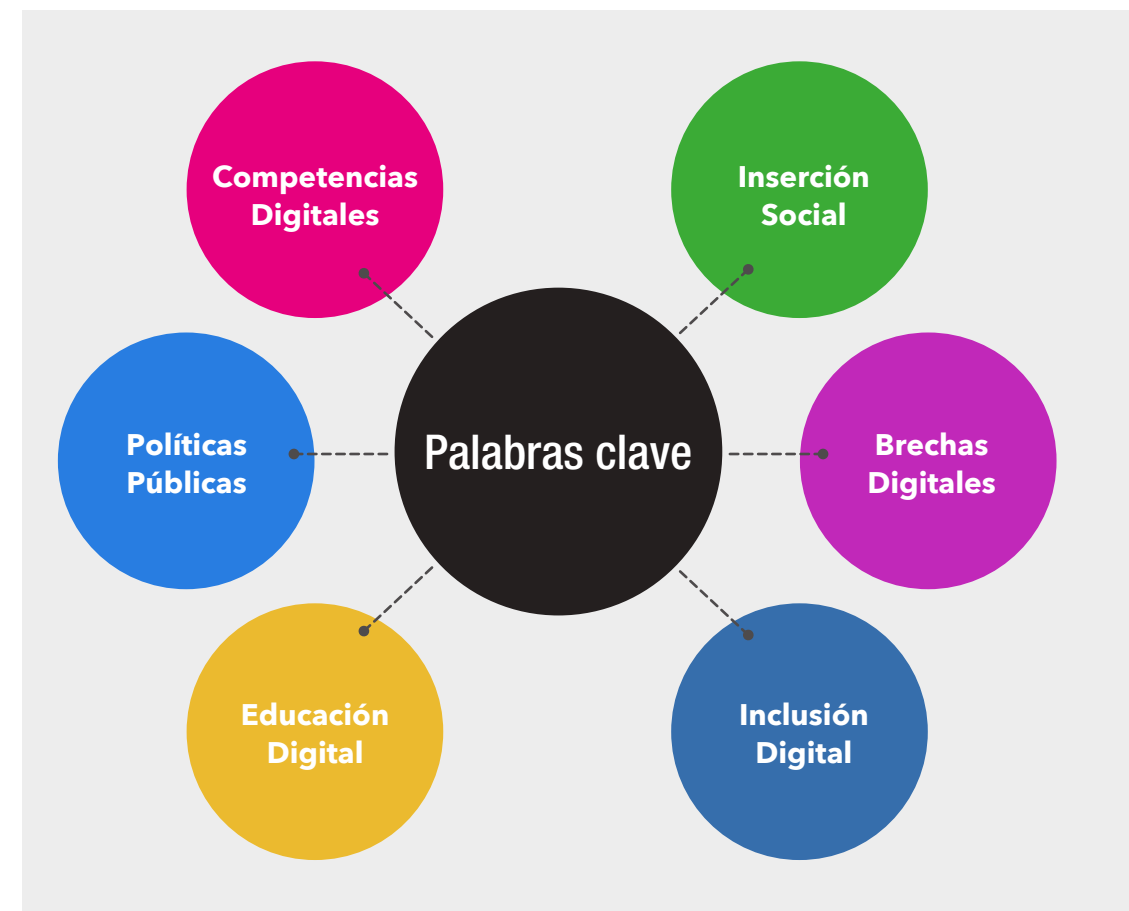 Competencias
Digitales
Inserción
Social
Políticas
Públicas
Palabras clave
Brechas
Digitales
Educación
Digital
Inclusión
Digital